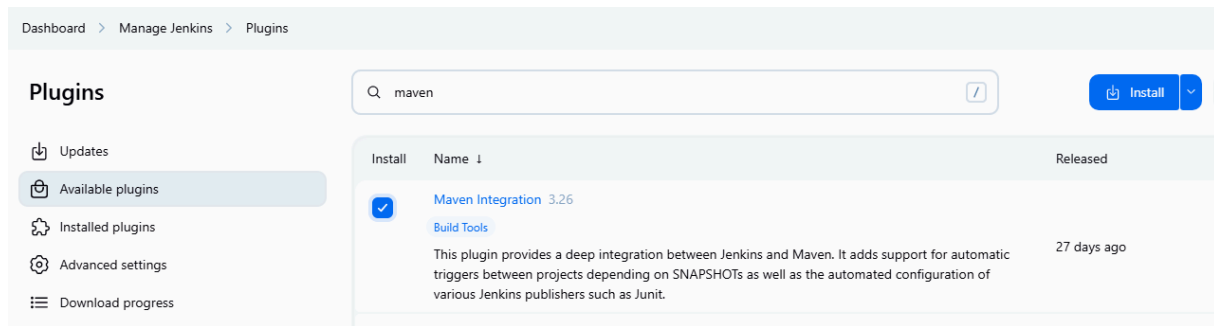 Dashboard > Manage Jenkins > Plugins
Plugins
maven
/
Install
Updates
Available plugins
Installed plugins
Advanced settings
Download progress
Install Name ↓ Released
Maven Integration 3.26
Build Tools
This plugin provides a deep integration between Jenkins and Maven. It adds support for automatic
triggers between projects depending on SNAPSHOTs as well as the automated configuration of
various Jenkins publishers such as Junit.
27 days ago